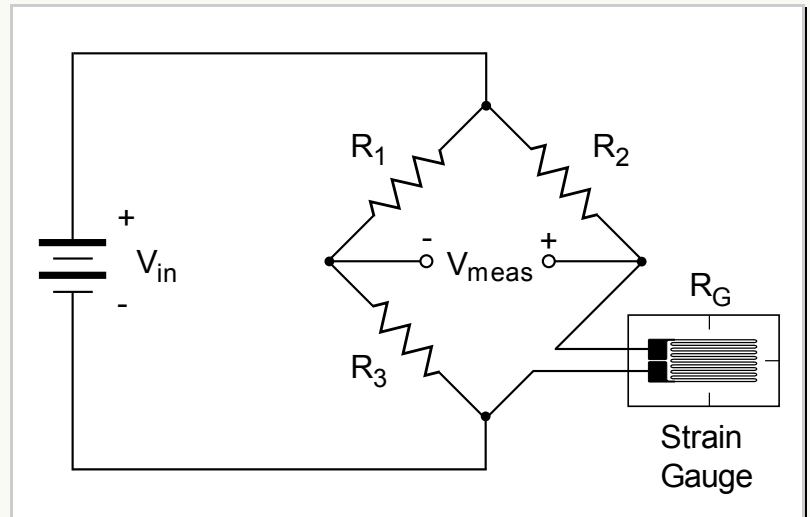 R1
R2
+
Vin
-
- Vmeas +
RG
R3
Strain
Gauge